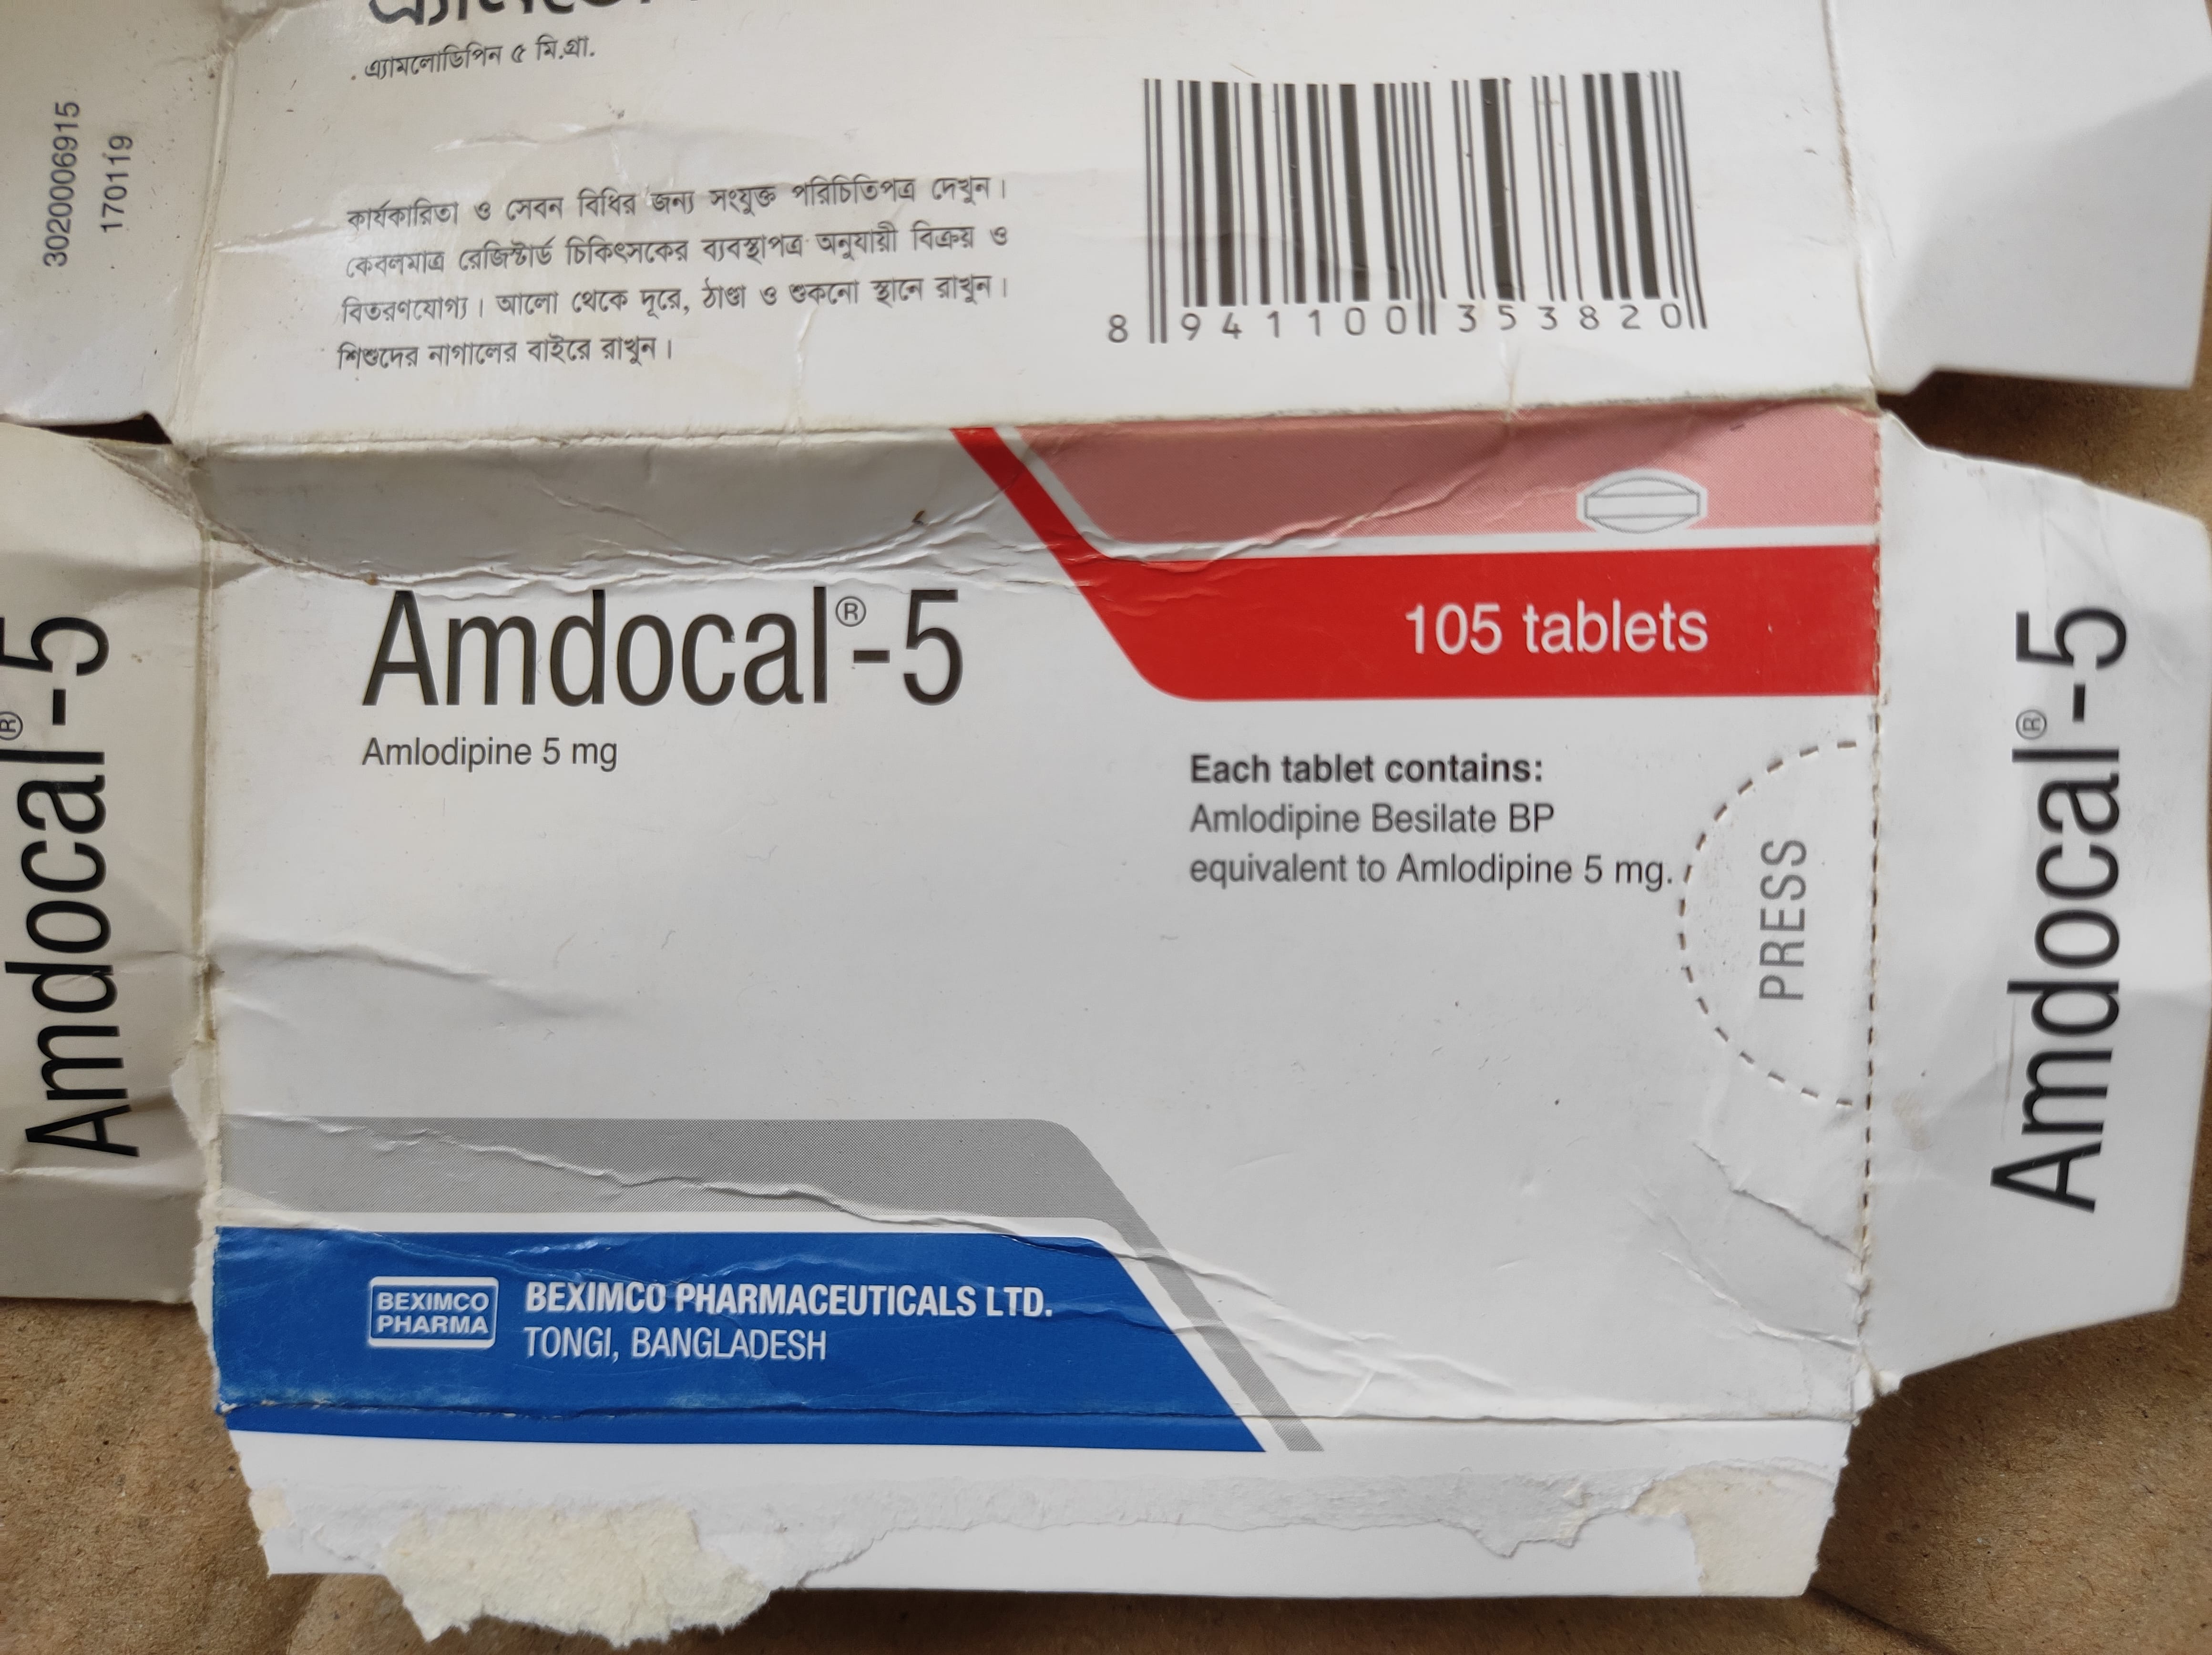 এ্যামলোডিপিন ৫ মি.গ্রা.
3020006915
170119
কার্যকারিতা ও সেবন বিধির জন্য সংযুক্ত পরিচিতিপত্র দেখুন।
কেবলমাত্র রেজিস্টার্ড চিকিৎসকের ব্যবস্থাপত্র অনুযায়ী বিক্রয় ও
বিতরণযোগ্য। আলো থেকে দূরে, ঠাণ্ডা ও শুকনো স্থানে রাখুন।
শিশুদের নাগালের বাইরে রাখুন।
8 941100 353820
105 tablets
Amdocal®-5
Amlodipine 5 mg
Each tablet contains:
Amlodipine Besilate BP
equivalent to Amlodipine 5 mg.
PRESS
BEXIMCO
PHARMA
BEXIMCO PHARMACEUTICALS LTD.
TONGI, BANGLADESH
Amdocal®-5
Amdocal®-5